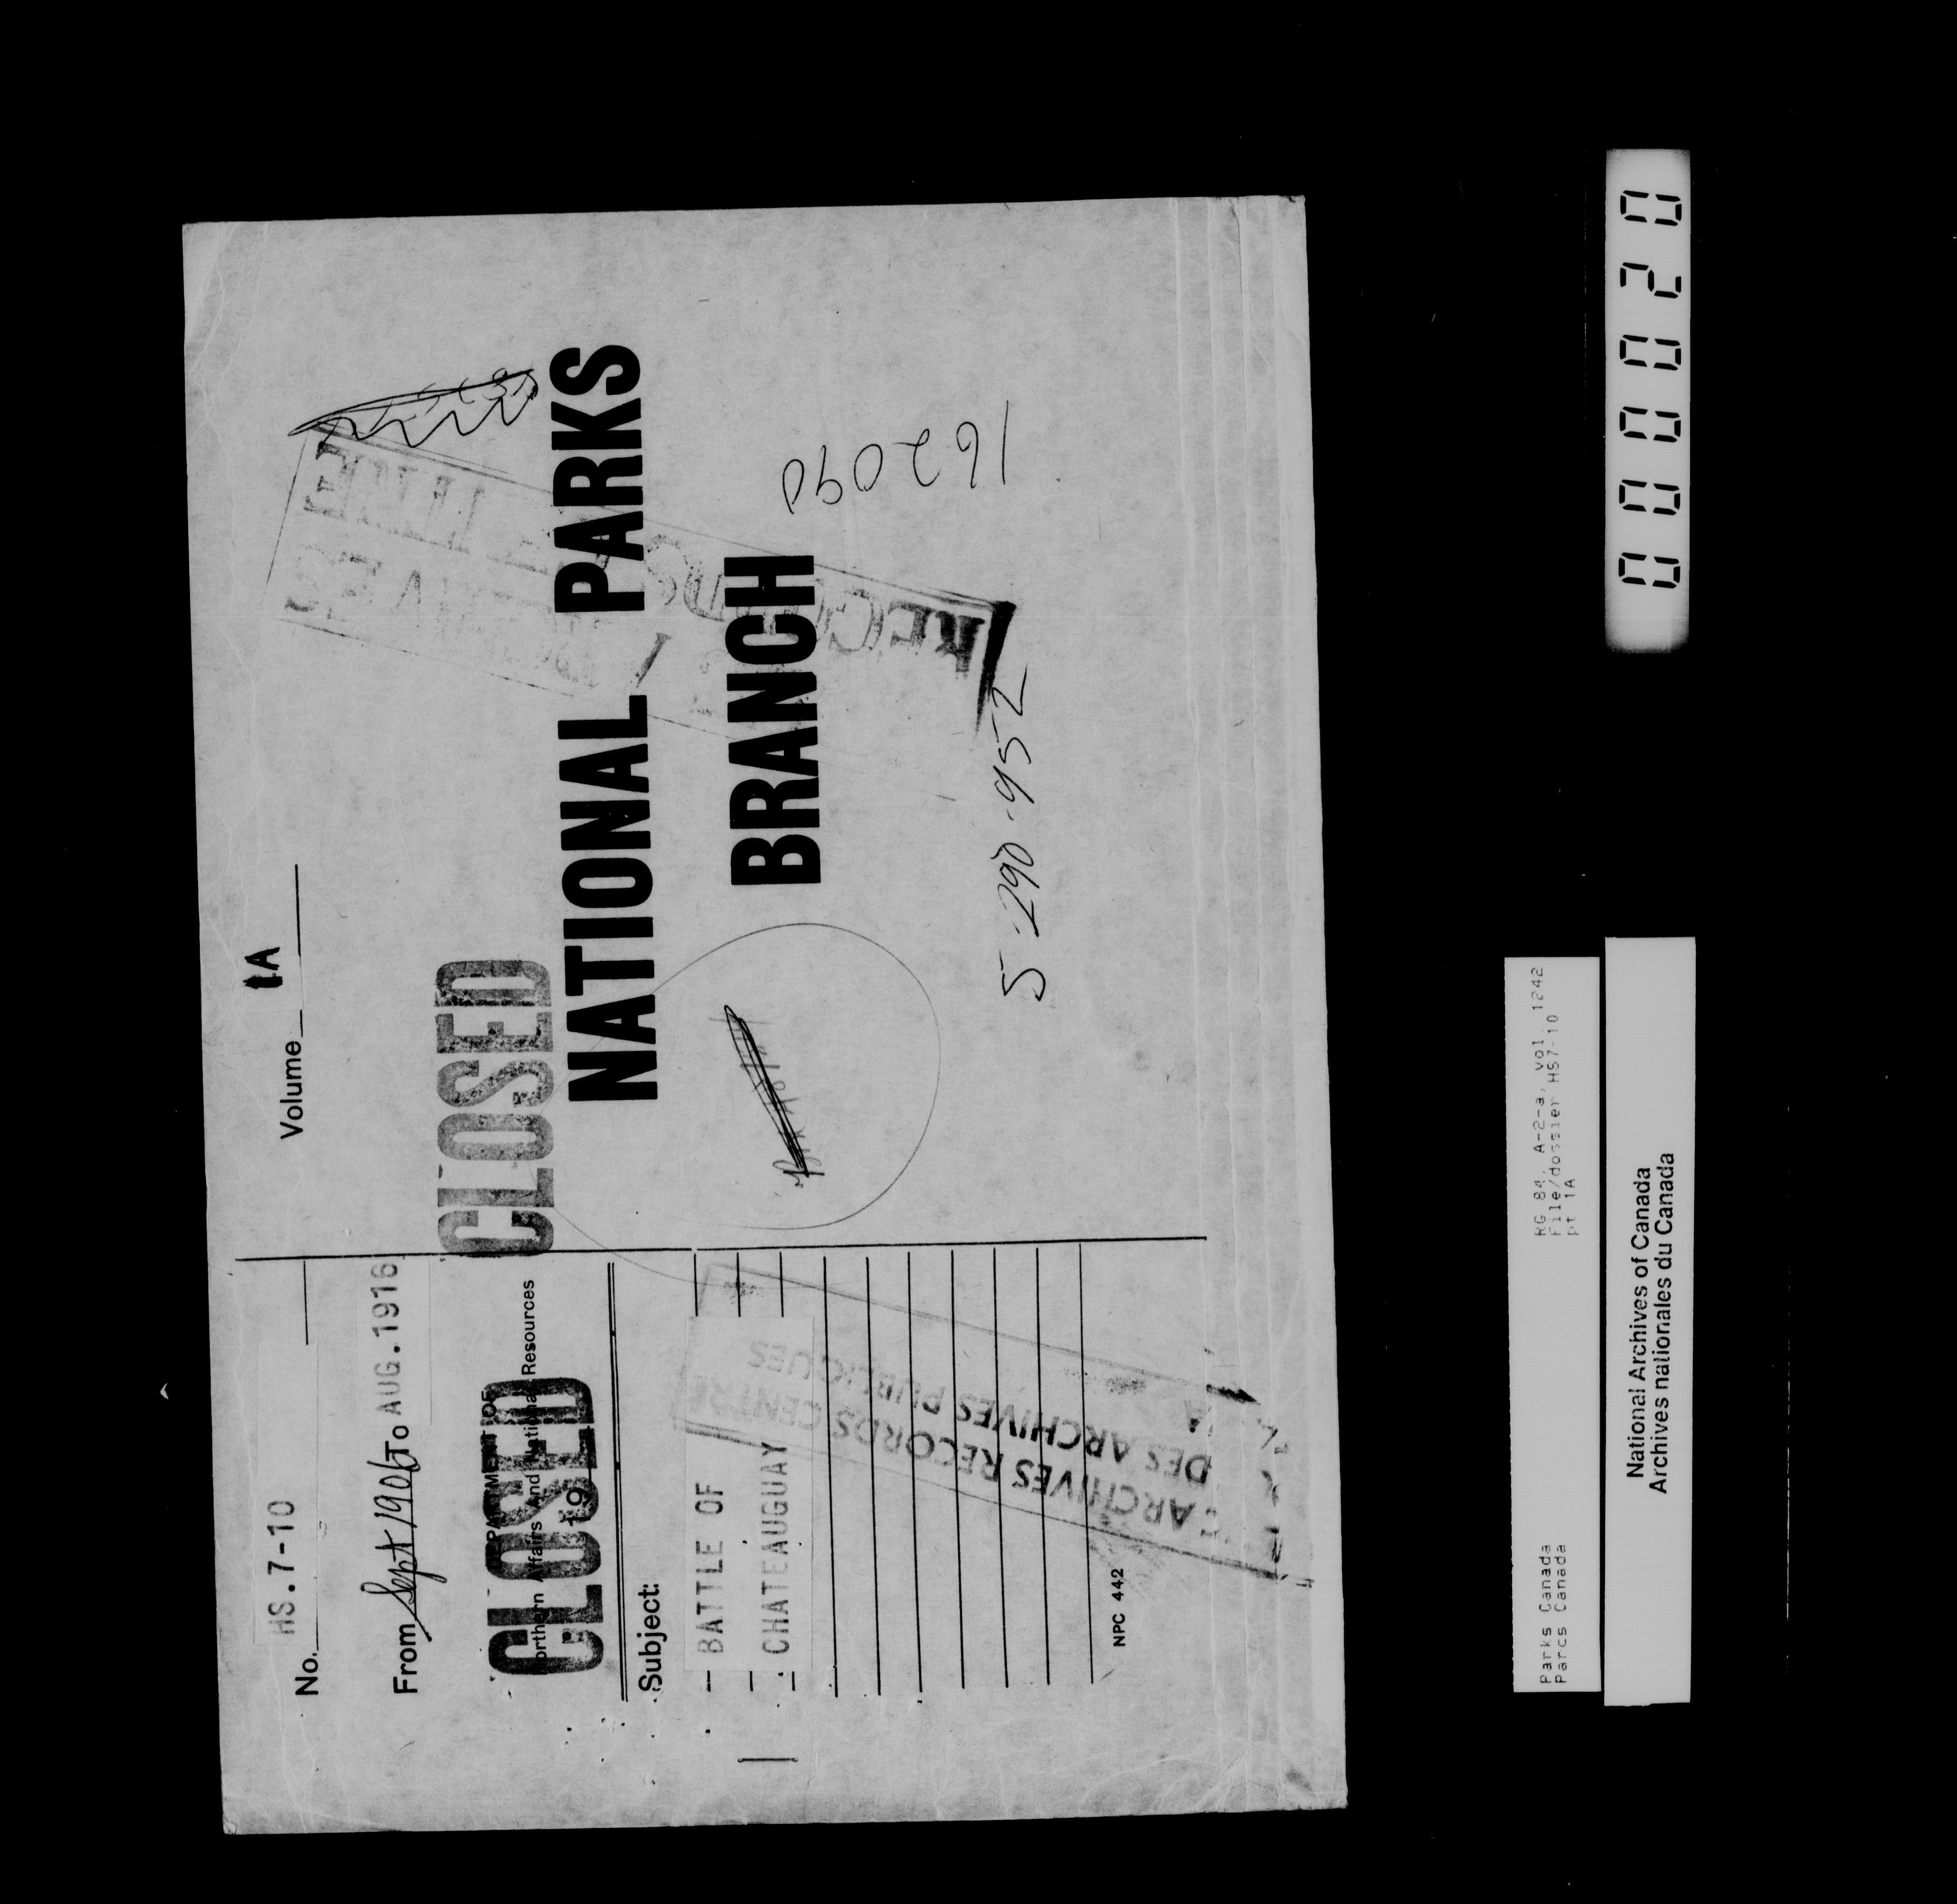 No. HS.7-10
Volume 1A
From Sept 1906 To AUG. 1916
CLOSED
CLOSED
DEPARTMENT OF
Northern Affairs And National Resources
19
NATIONAL PARKS
BRANCH
Subject:
BATTLE OF
CHATEAUGUAY
162090
5-290-952
RECORDS
ARCHIVES RECORDS CENTRE
DES ARCHIVES PUBLIQUES
NPC 442
Parks Canada
Parcs Canada
RG 84, A-2-a, vol. 1242
File/dossier HS7-10
pt 1A
National Archives of Canada
Archives nationales du Canada
0000020